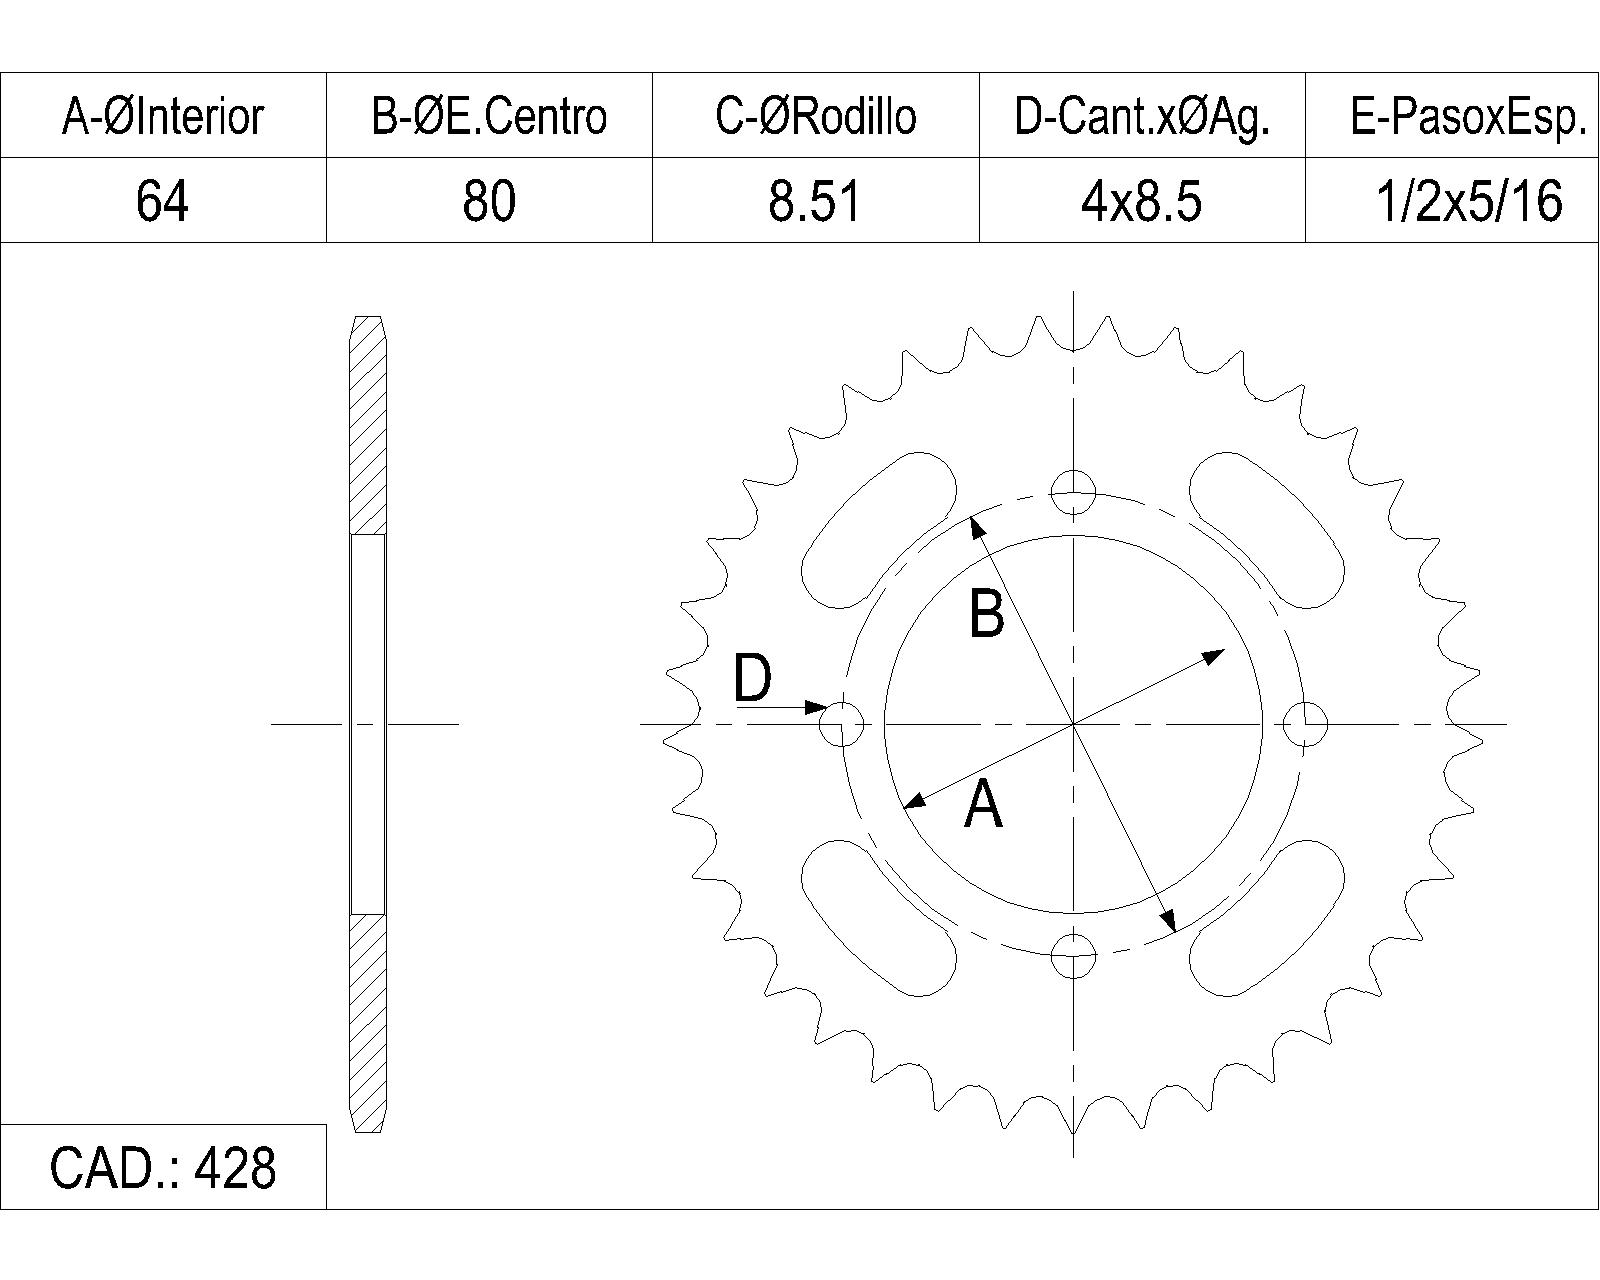 A-ØInterior B-ØE.Centro C-ØRodillo D-Cant.xØAg. E-PasoxEsp.
64 80 8.51 4x8.5 1/2x5/16
B
D
A
CAD.: 428